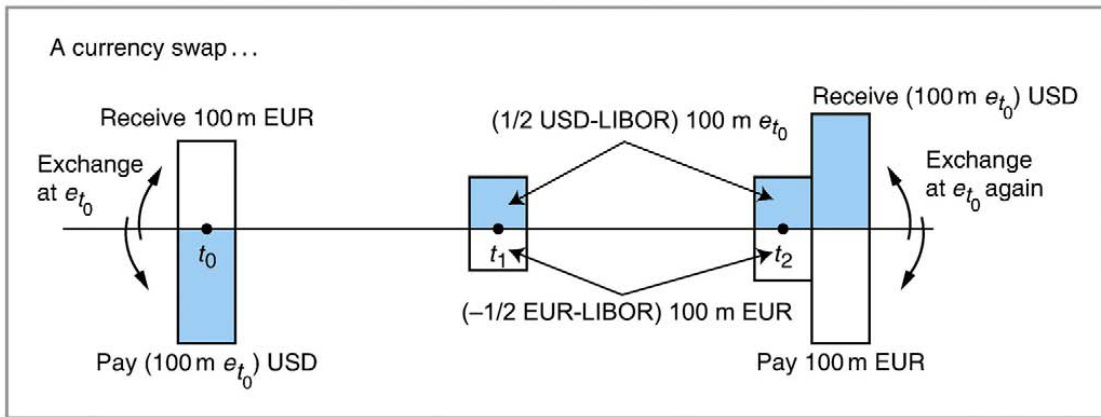 A currency swap...
Receive 100 m EUR
Exchange
at e_{t_0}
t_0
Pay (100 m e_{t_0}) USD
(1/2 USD-LIBOR) 100 m e_{t_0}
t_1
(–1/2 EUR-LIBOR) 100 m EUR
t_2
Receive (100 m e_{t_0}) USD
Exchange
at e_{t_0} again
Pay 100 m EUR